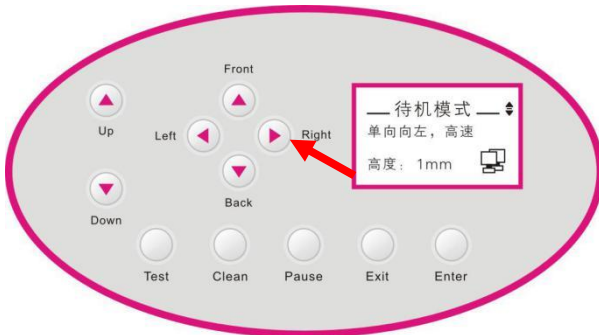 Front
Up
Left
Right
Back
Down
Test Clean Pause Exit Enter
待机模式
单向向左，高速
高度：1mm